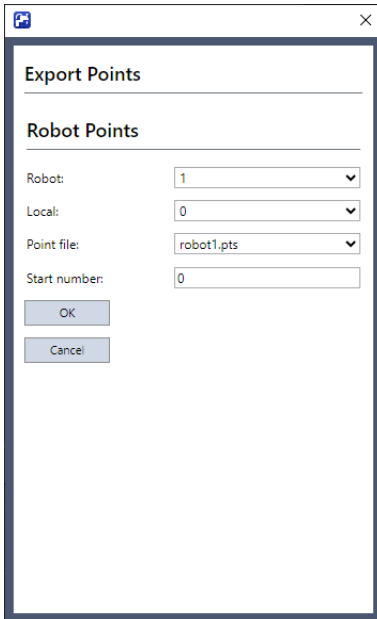 Export Points
Robot Points
Robot: 1
Local: 0
Point file: robot1.pts
Start number: 0
OK
Cancel